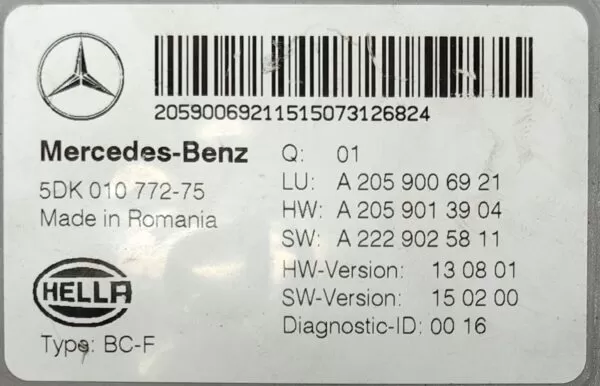 20590069211515073126824
Mercedes-Benz
5DK 010 772-75
Made in Romania
HELLA
Type: BC-F
Q: 01
LU: A 205 900 69 21
HW: A 205 901 39 04
SW: A 222 902 58 11
HW-Version: 13 08 01
SW-Version: 15 02 00
Diagnostic-ID: 00 16